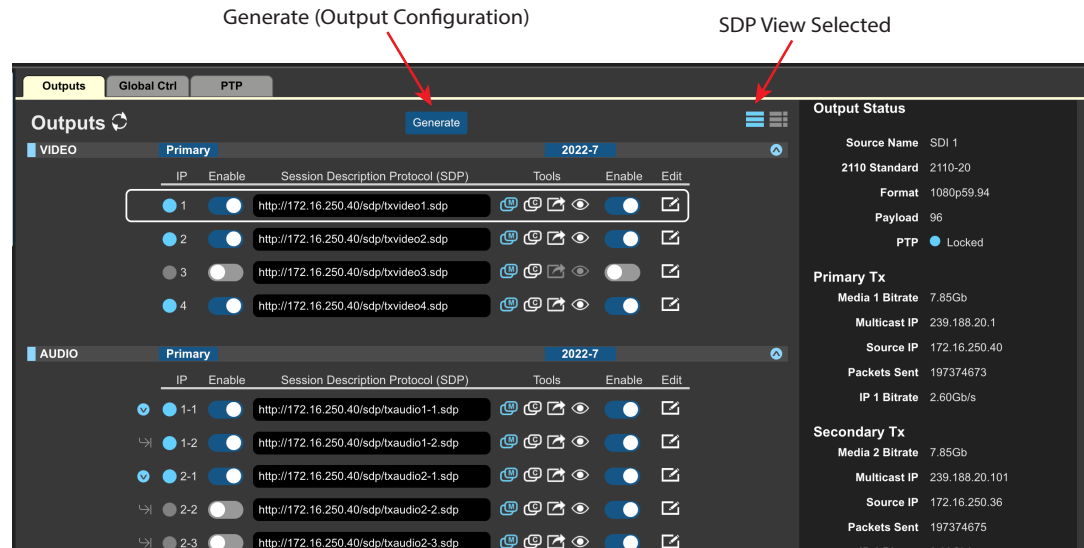 Generate (Output Configuration)
SDP View Selected
Outputs Global Ctrl PTP
Outputs
Generate
VIDEO Primary 2022-7
IP Enable Session Description Protocol (SDP) Tools Enable Edit
1 http://172.16.250.40/sdp/txvideo1.sdp M C
2 http://172.16.250.40/sdp/txvideo2.sdp M C
3 http://172.16.250.40/sdp/txvideo3.sdp M C
4 http://172.16.250.40/sdp/txvideo4.sdp M C
AUDIO Primary 2022-7
IP Enable Session Description Protocol (SDP) Tools Enable Edit
1-1 http://172.16.250.40/sdp/txaudio1-1.sdp M C
1-2 http://172.16.250.40/sdp/txaudio1-2.sdp M C
2-1 http://172.16.250.40/sdp/txaudio2-1.sdp M C
2-2 http://172.16.250.40/sdp/txaudio2-2.sdp M C
2-3 http://172.16.250.40/sdp/txaudio2-3.sdp M C
Output Status
Source Name SDI 1
2110 Standard 2110-20
Format 1080p59.94
Payload 96
PTP Locked
Primary Tx
Media 1 Bitrate 7.85Gb
Multicast IP 239.188.20.1
Source IP 172.16.250.40
Packets Sent 197374673
IP 1 Bitrate 2.60Gb/s
Secondary Tx
Media 2 Bitrate 7.85Gb
Multicast IP 239.188.20.101
Source IP 172.16.250.36
Packets Sent 197374675